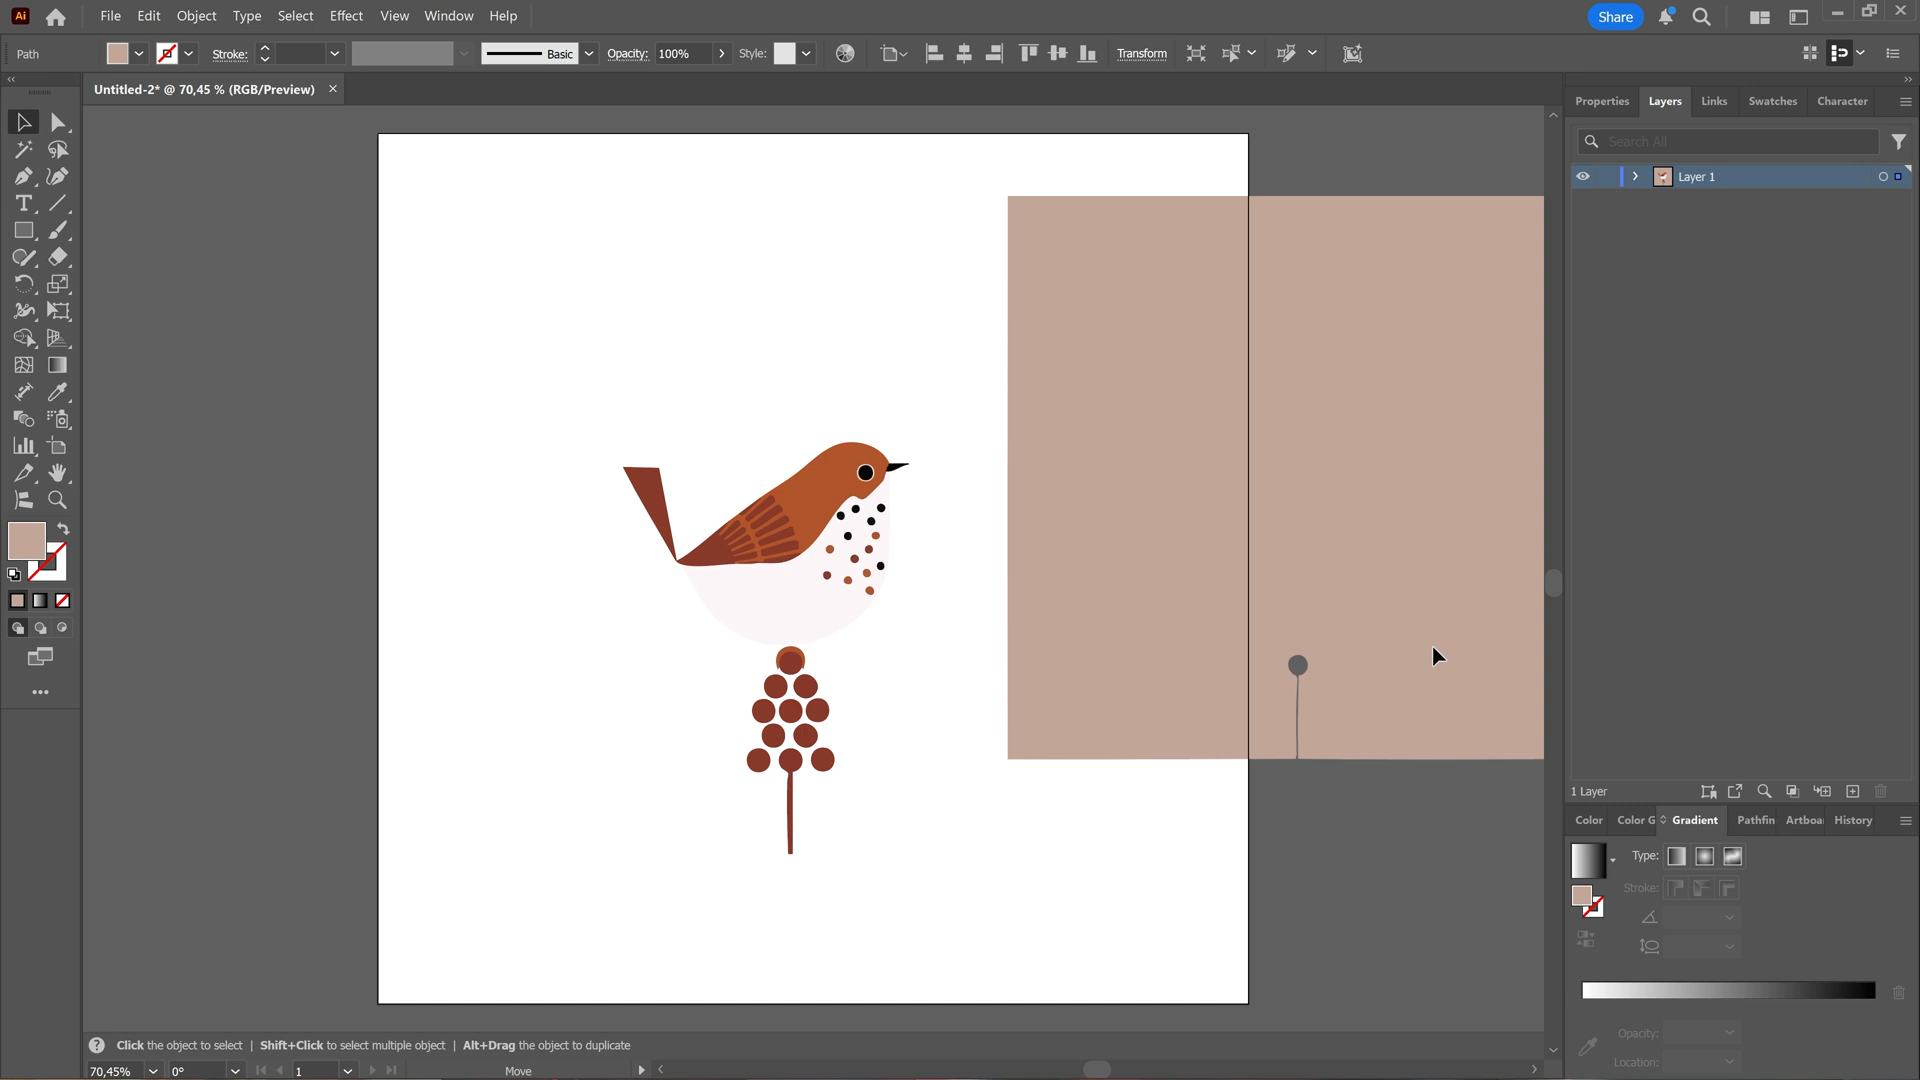 Ai File Edit Object Type Select Effect View Window Help Share
Path Stroke: Basic Opacity: 100% Style: Transform
Untitled-2* @ 70,45 % (RGB/Preview)
Properties Layers Links Swatches Character
Search All
Layer 1
1 Layer
Color Color G Gradient Pathfin Artboar History
Type:
Stroke:
Opacity:
Location:
Click the object to select | Shift+Click to select multiple object | Alt+Drag the object to duplicate
70,45% 0° 1 Move